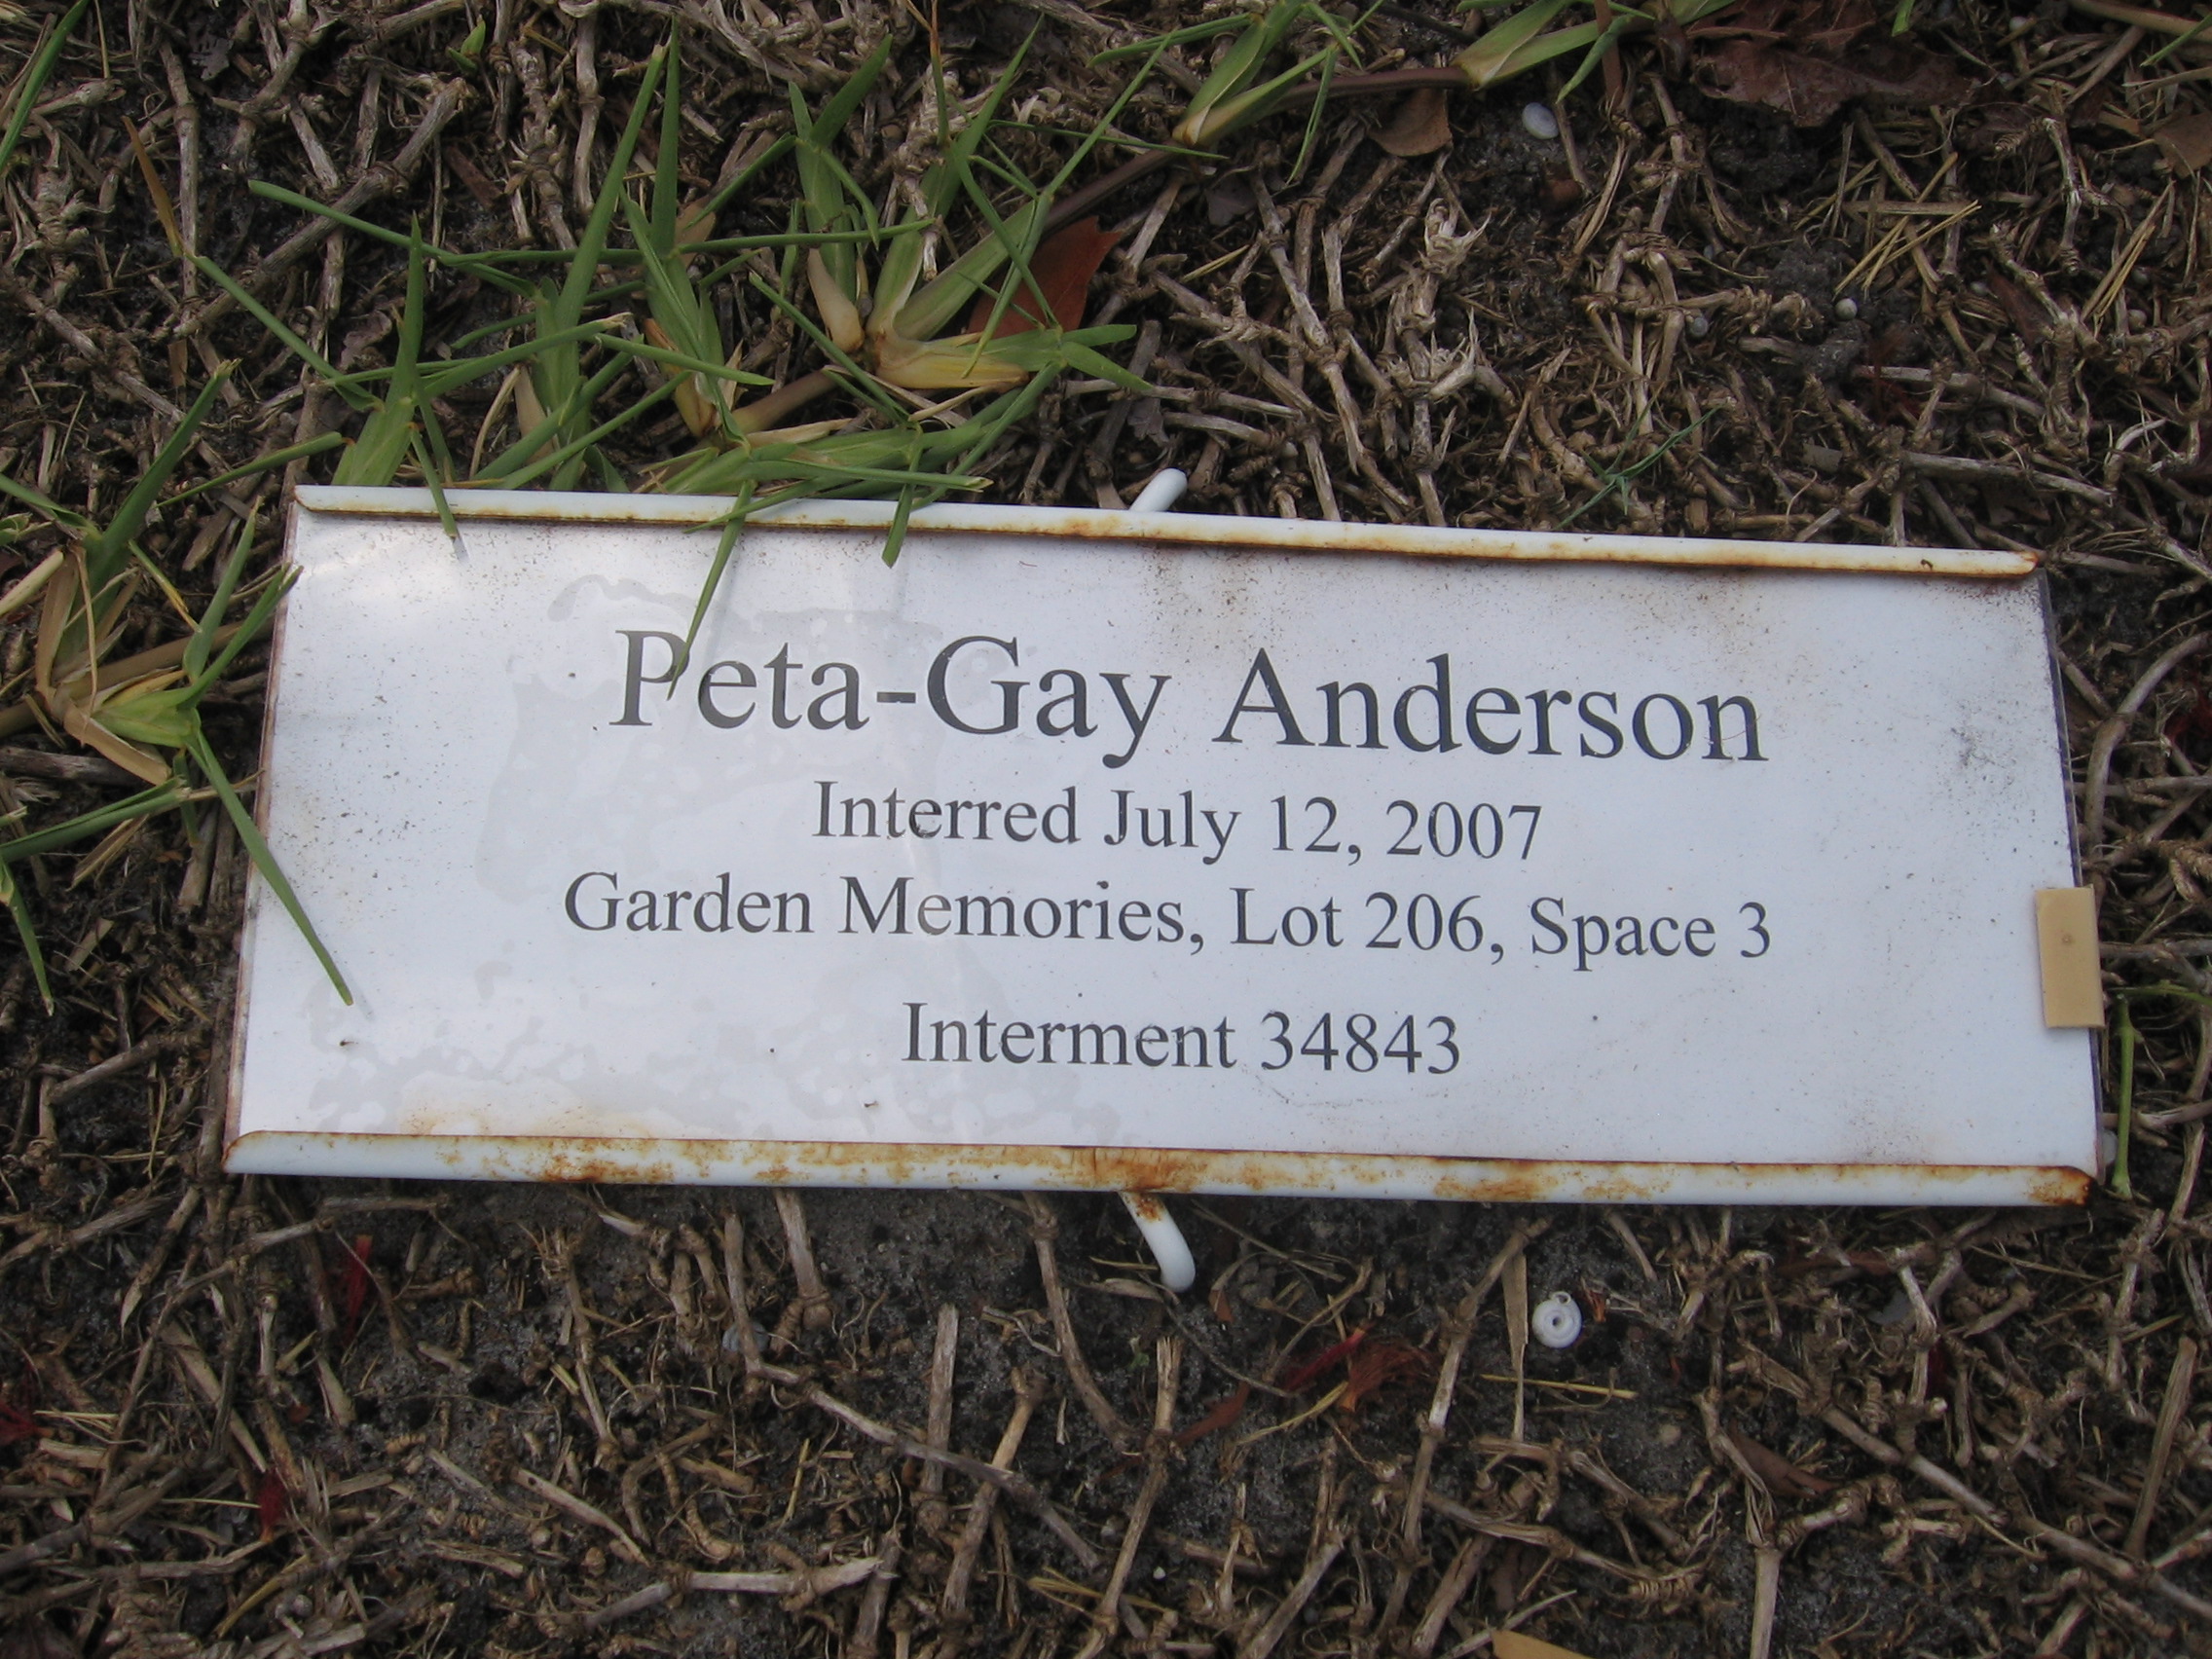 Peta-Gay Anderson
Interred July 12, 2007
Garden Memories, Lot 206, Space 3
Interment 34843